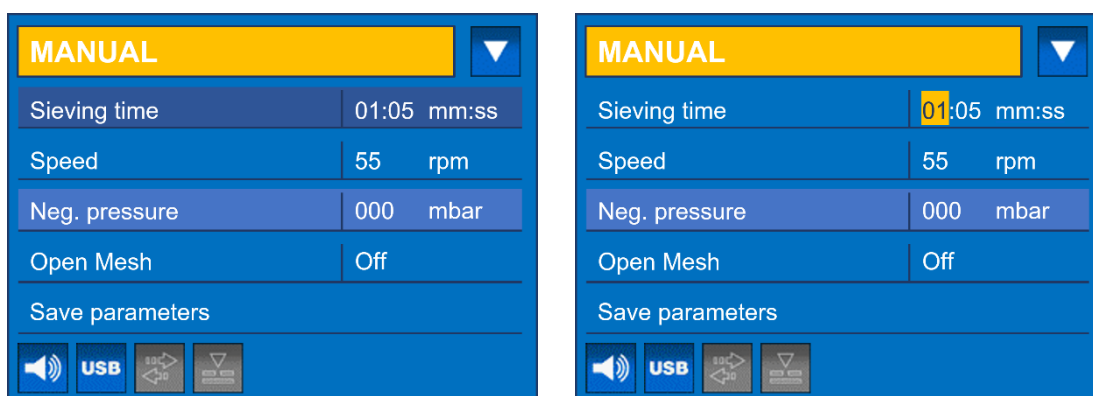 MANUAL
Sieving time 01:05 mm:ss
Speed 55 rpm
Neg. pressure 000 mbar
Open Mesh Off
Save parameters
USB
MANUAL
Sieving time 01:05 mm:ss
Speed 55 rpm
Neg. pressure 000 mbar
Open Mesh Off
Save parameters
USB